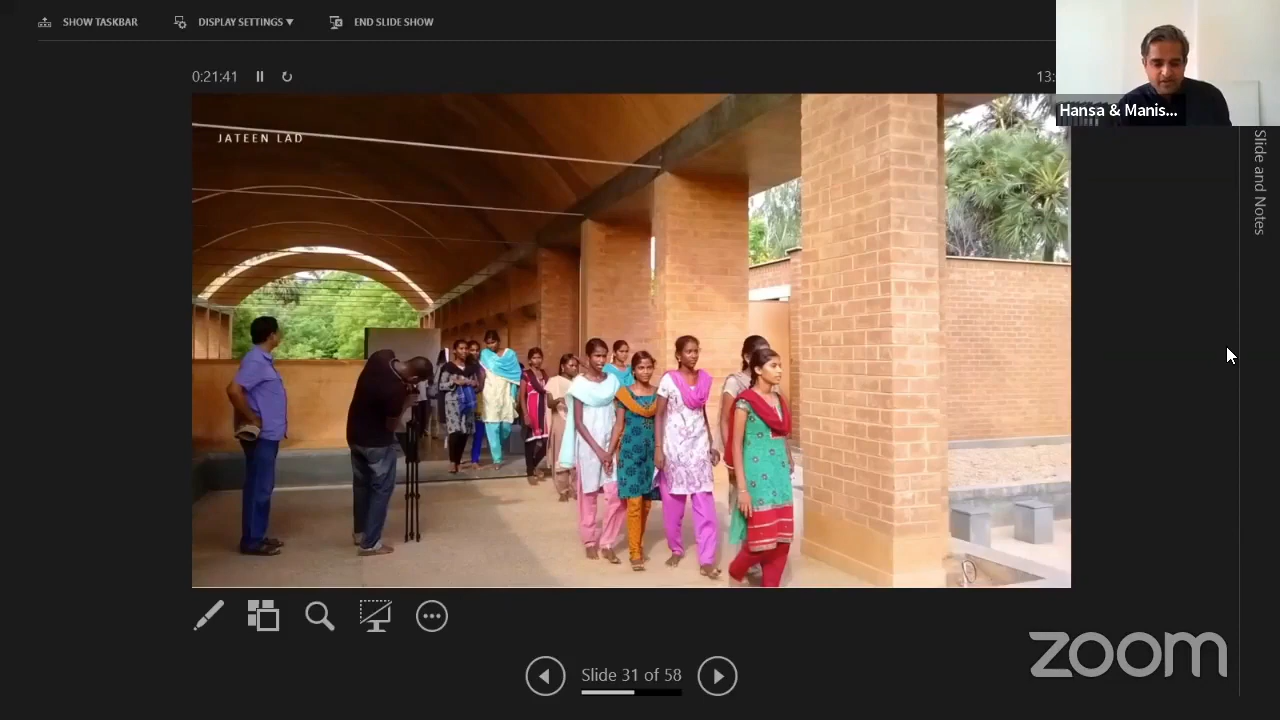 SHOW TASKBAR
DISPLAY SETTINGS ▼
END SLIDE SHOW
0:21:41
13:
JATEEN LAD
Hansa & Manis...
Slide and Notes
Slide 31 of 58
zoom